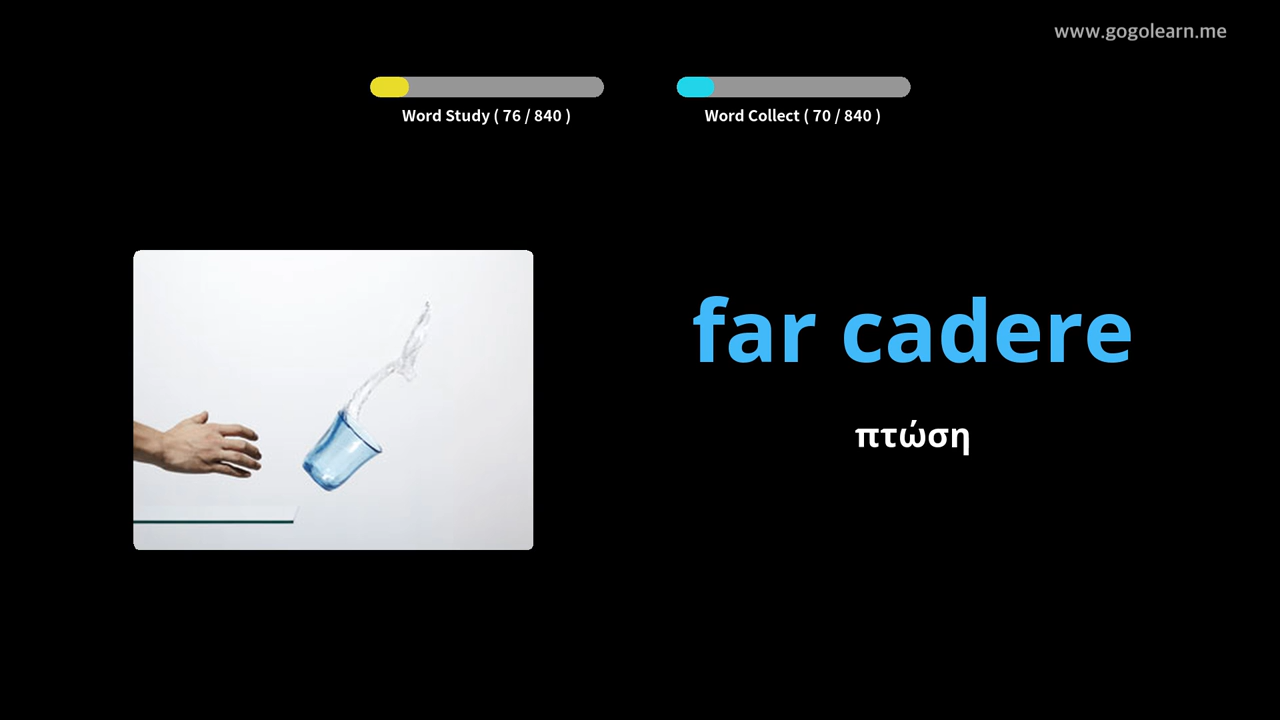 www.gogolearn.me
Word Study ( 76 / 840 )
Word Collect ( 70 / 840 )
far cadere
πτώση